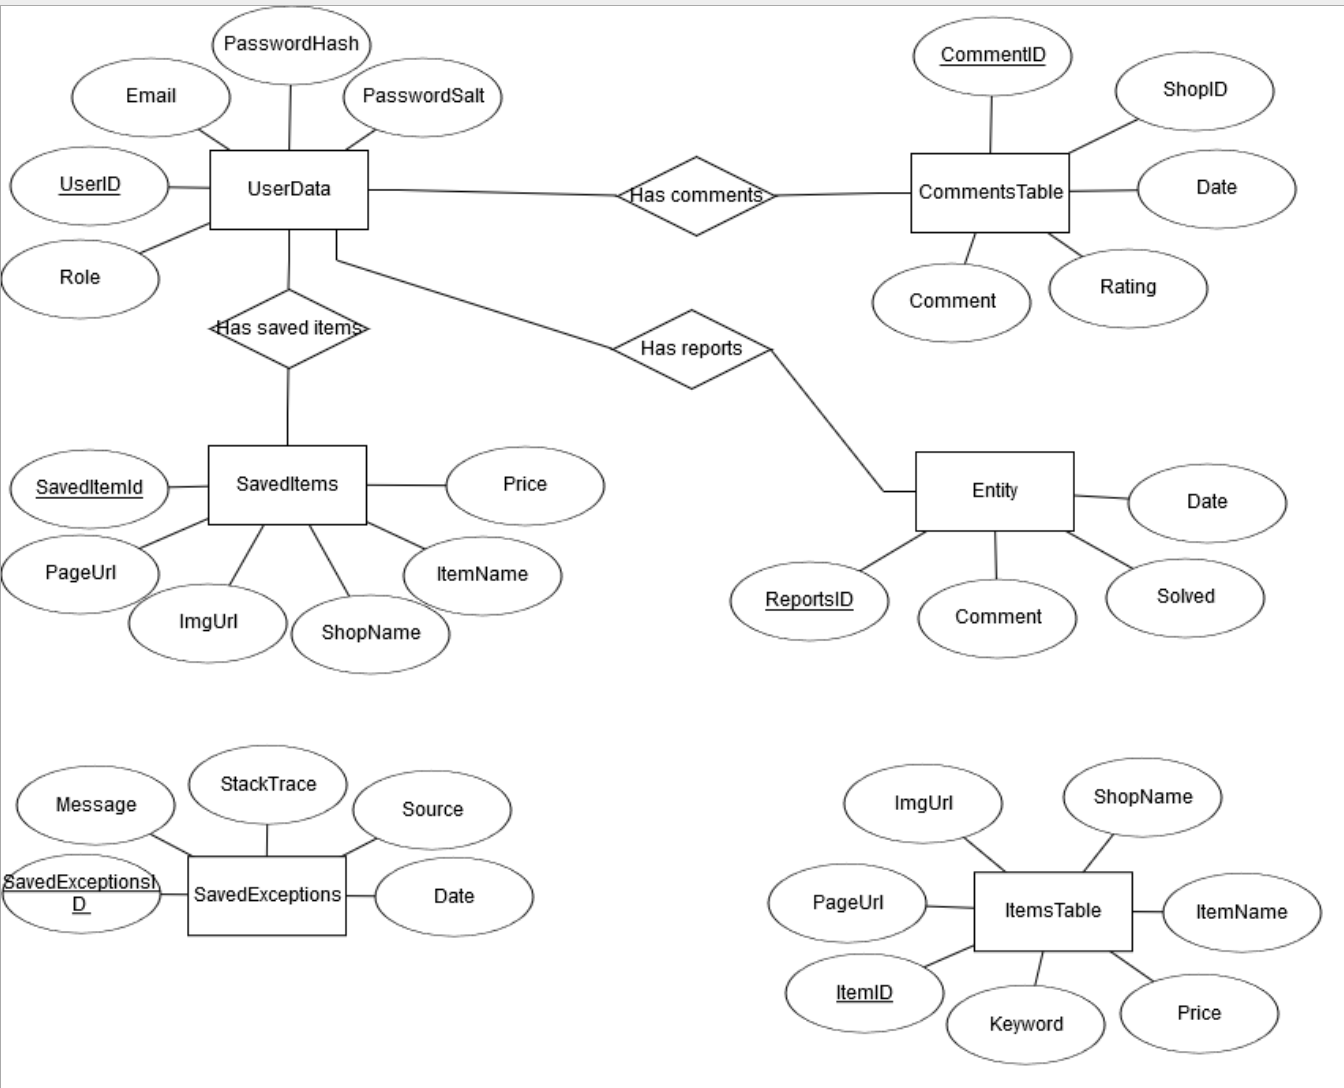 PasswordHash
Email
PasswordSalt
UserID
UserData
Role
Has comments
CommentID
ShopID
CommentsTable
Date
Comment
Rating
Has saved items
Has reports
SavedItemId
SavedItems
Price
PageUrl
ImgUrl
ShopName
ItemName
Entity
Date
ReportsID
Comment
Solved
Message
StackTrace
Source
SavedExceptionsI
D
SavedExceptions
Date
ImgUrl
ShopName
PageUrl
ItemsTable
ItemName
ItemID
Keyword
Price